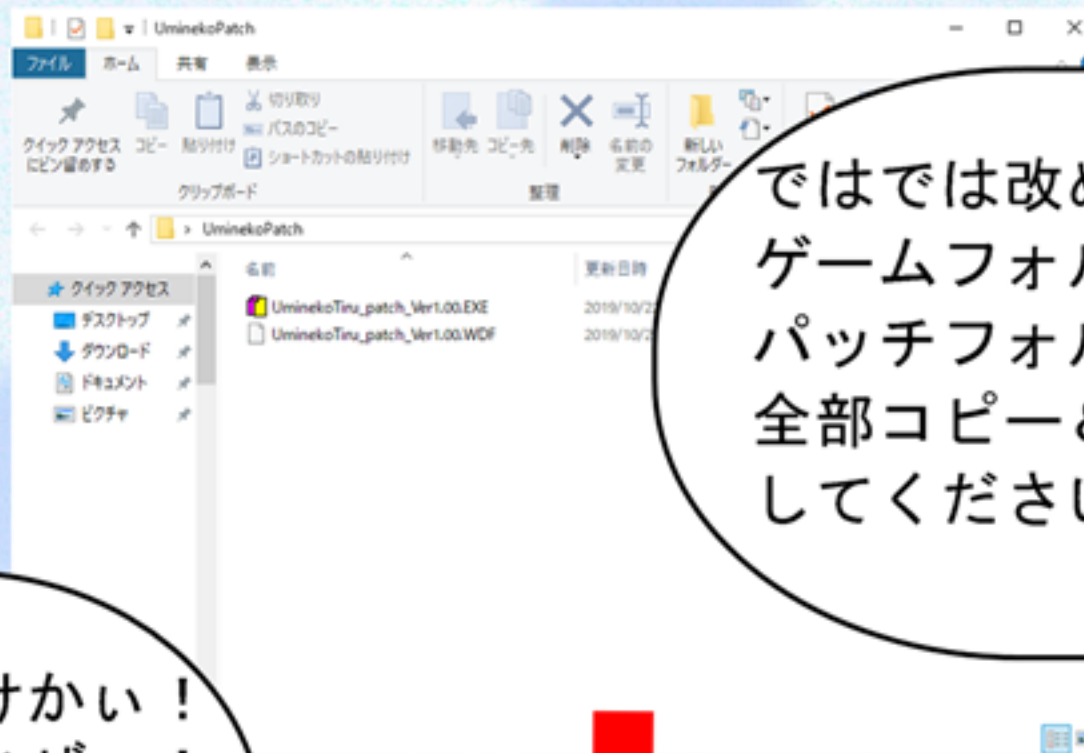 UminekoPatch
ファイル ホーム 共有 表示
クイック アクセス
にピン留めする
コピー
貼り付け
切り取り
パスのコピー
ショートカットの貼り付け
移動先 コピー先 削除 名前の
変更
新しい
フォルダー
クリップボード 整理
UminekoPatch
クイック アクセス
デスクトップ
ダウンロード
ドキュメント
ピクチャ
名前 更新日時
UminekoTiru_patch_Ver1.00.EXE 2019/10/2
UminekoTiru_patch_Ver1.00.WDF 2019/10/2
ではでは改め
ゲームフォル
パッチフォル
全部コピーと
してください
けかい!